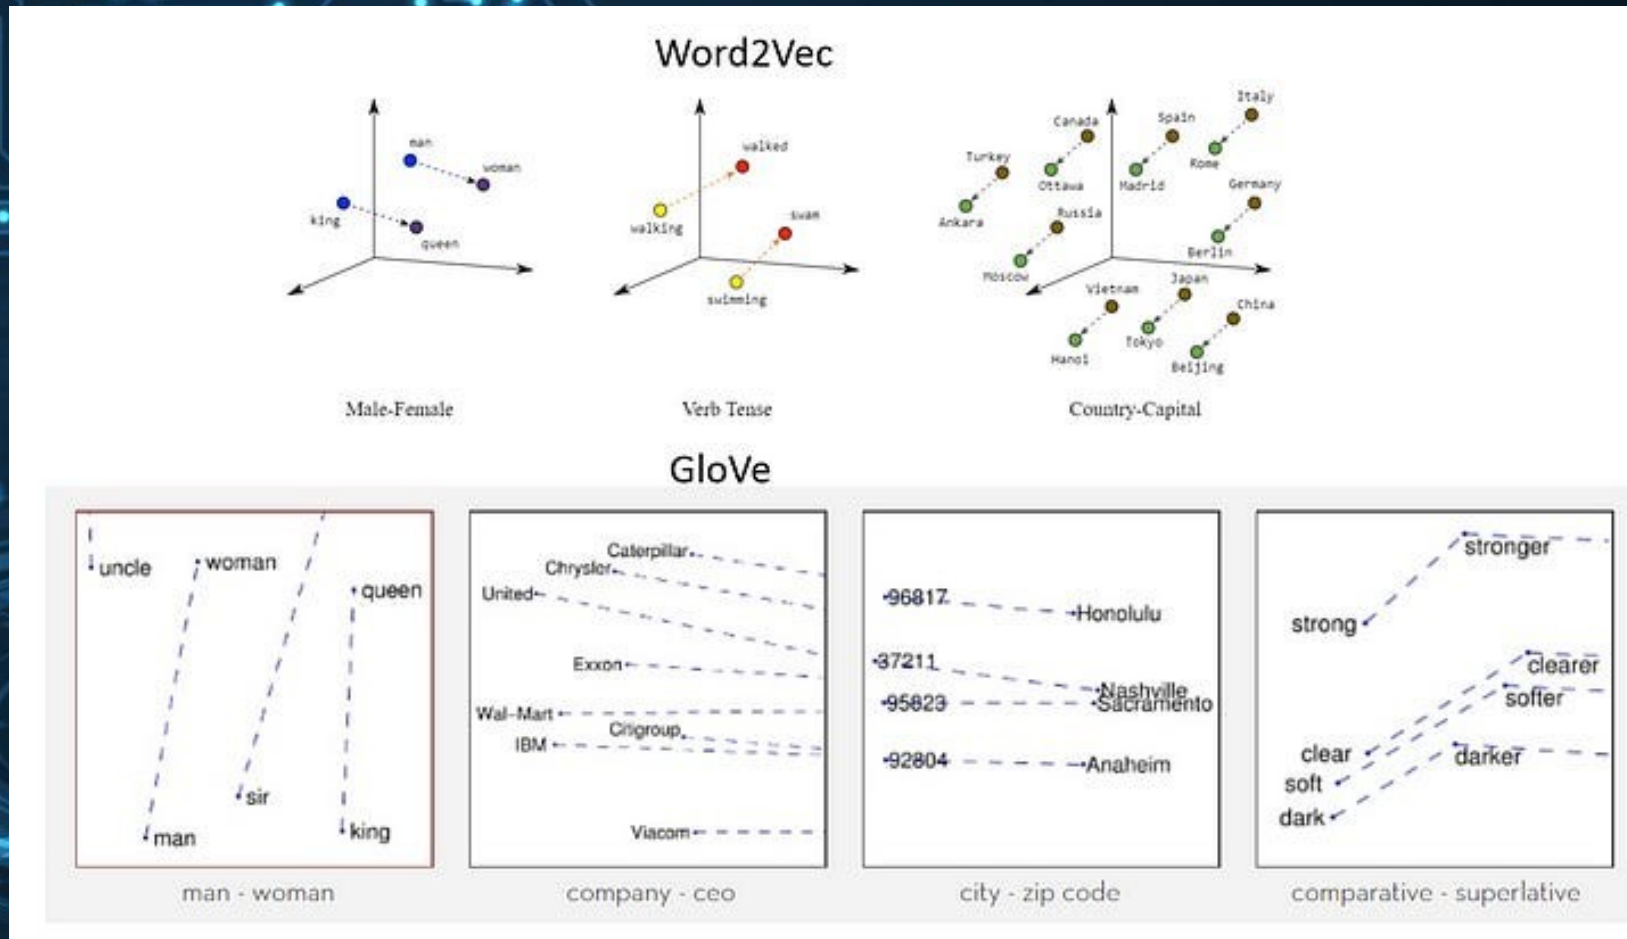 Word2Vec
man
woman
king
queen
Male-Female
walked
walking
swam
swimming
Verb Tense
Italy
Spain
Canada
Rome
Turkey
Ottawa
Madrid
Germany
Ankara
Russia
Berlin
Moscow
Japan
Vietnam
China
Tokyo
Hanoi
Beijing
Country-Capital
GloVe
uncle
woman
queen
sir
man
king
man - woman
Caterpillar
Chrysler
United
Exxon
Wal-Mart
Citigroup
IBM
Viacom
company - ceo
96817
Honolulu
37211
Nashville
95823
Sacramento
92804
Anaheim
city - zip code
stronger
strong
clearer
softer
clear
darker
soft
dark
comparative - superlative